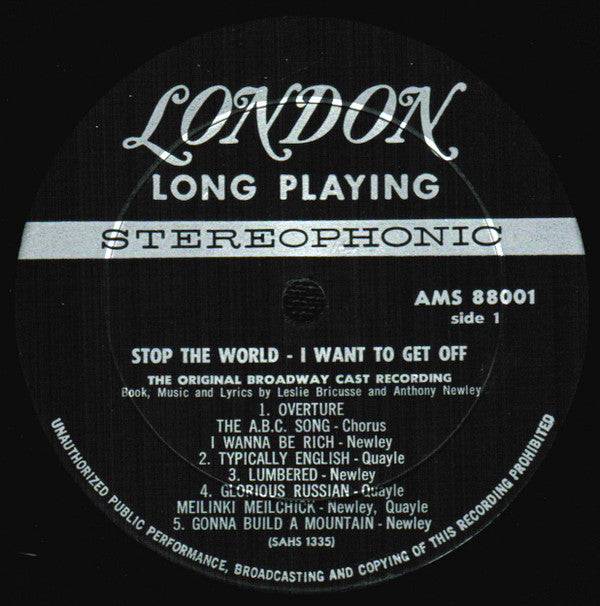 LONDON
LONG PLAYING
STEREOPHONIC
AMS 88001
side 1
STOP THE WORLD - I WANT TO GET OFF
THE ORIGINAL BROADWAY CAST RECORDING
Book, Music and Lyrics by Leslie Bricusse and Anthony Newley
1. OVERTURE
THE A.B.C. SONG - Chorus
I WANNA BE RICH - Newley
2. TYPICALLY ENGLISH - Quayle
3. LUMBERED - Newley
4. GLORIOUS RUSSIAN - Quayle
MEILINKI MEILCHICK - Newley, Quayle
5. GONNA BUILD A MOUNTAIN - Newley
(SAHS 1335)
UNAUTHORIZED PUBLIC PERFORMANCE, BROADCASTING AND COPYING OF THIS RECORDING PROHIBITED